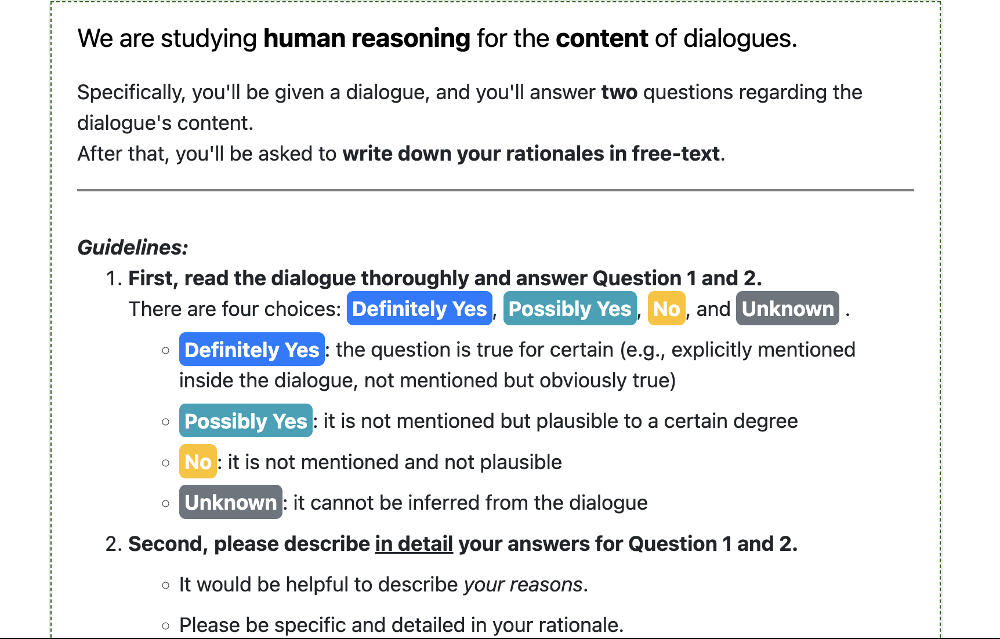 We are studying human reasoning for the content of dialogues.
Specifically, you'll be given a dialogue, and you'll answer two questions regarding the
dialogue's content.
After that, you'll be asked to write down your rationales in free-text.
Guidelines:
1. First, read the dialogue thoroughly and answer Question 1 and 2.
There are four choices: Definitely Yes, Possibly Yes, No, and Unknown .
Definitely Yes: the question is true for certain (e.g., explicitly mentioned
inside the dialogue, not mentioned but obviously true)
Possibly Yes: it is not mentioned but plausible to a certain degree
No: it is not mentioned and not plausible
Unknown: it cannot be inferred from the dialogue
2. Second, please describe in detail your answers for Question 1 and 2.
It would be helpful to describe your reasons.
Please be specific and detailed in your rationale.